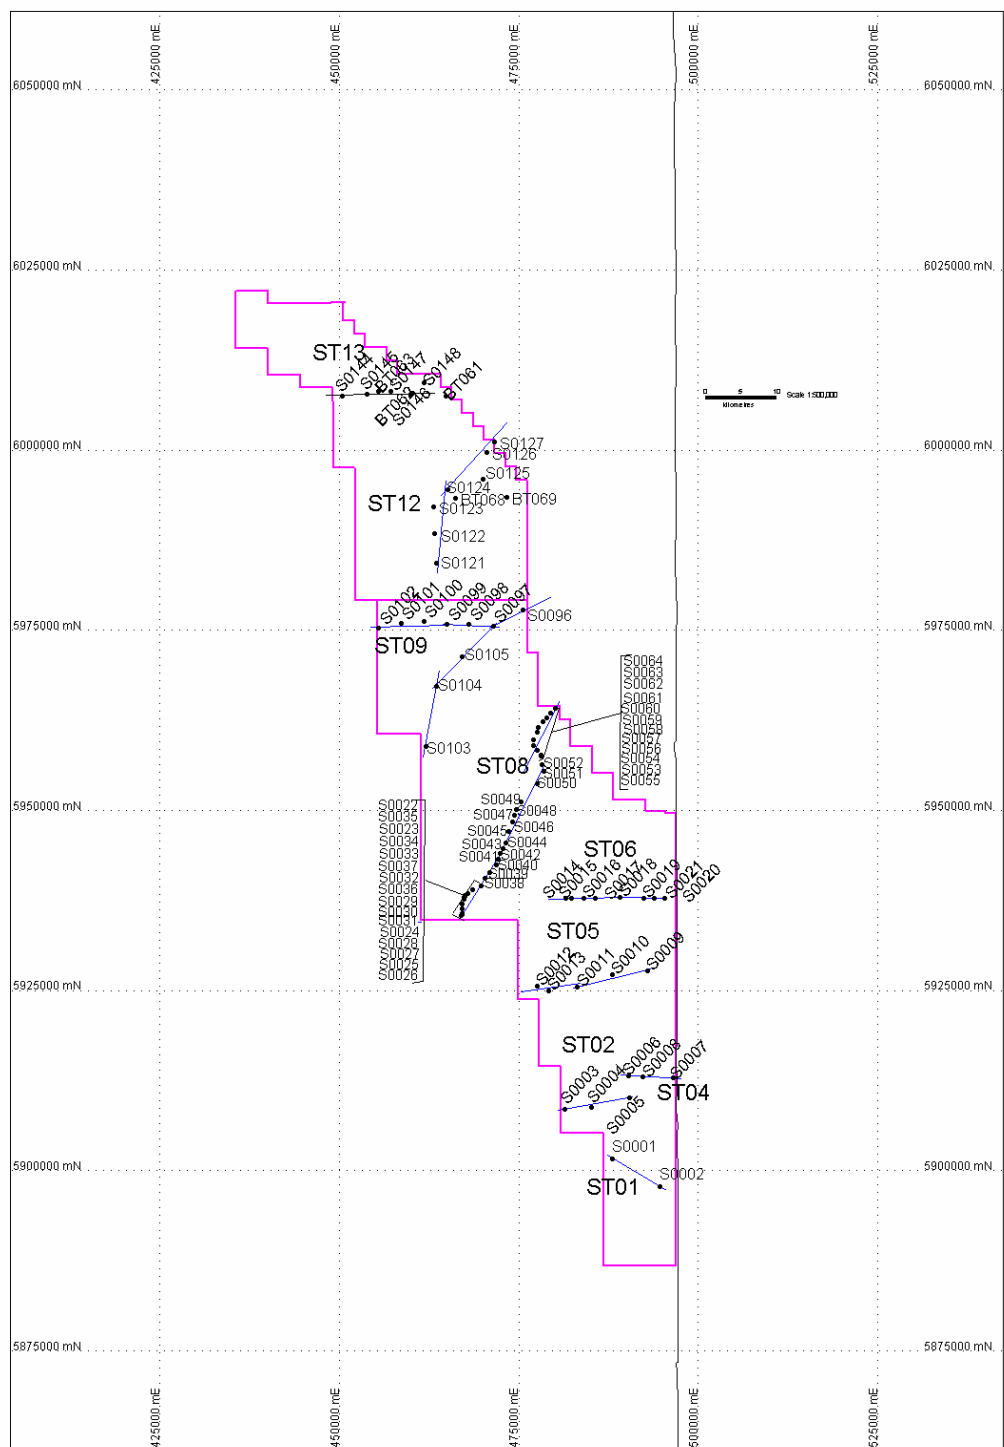 425000 mE
450000 mE
475000 mE
500000 mE
525000 mE
6050000 mN
6050000 mN
6025000 mN
6025000 mN
ST13
S0144
S0145
BT063
S0147
S0148
BT062
S0146
BT061
0 5 10
kilometres
Scale 1:500,000
6000000 mN
6000000 mN
S0127
S0126
S0125
S0124
BT068
BT069
ST12
S0123
S0122
S0121
S0102
S0101
S0100
S0099
S0098
S0097
S0096
5975000 mN
5975000 mN
ST09
S0105
S0104
S0103
S0064
S0063
S0062
S0061
S0060
S0059
S0058
S0057
S0056
S0054
S0053
S0055
ST08
S0052
S0051
S0050
5950000 mN
5950000 mN
S0049
S0048
S0047
S0046
S0045
S0044
S0043
S0042
S0041
S0040
S0039
S0038
S0022
S0035
S0023
S0034
S0033
S0037
S0032
S0036
S0029
S0030
S0031
S0024
S0028
S0027
S0025
S0026
ST06
S0014
S0015
S0016
S0017
S0018
S0019
S0021
S0020
ST05
S0012
S0013
S0011
S0010
S0009
5925000 mN
5925000 mN
ST02
S0006
S0008
S0007
S0003
S0004
S0005
ST04
S0001
S0002
ST01
5900000 mN
5900000 mN
5875000 mN
5875000 mN
425000 mE
450000 mE
475000 mE
500000 mE
525000 mE